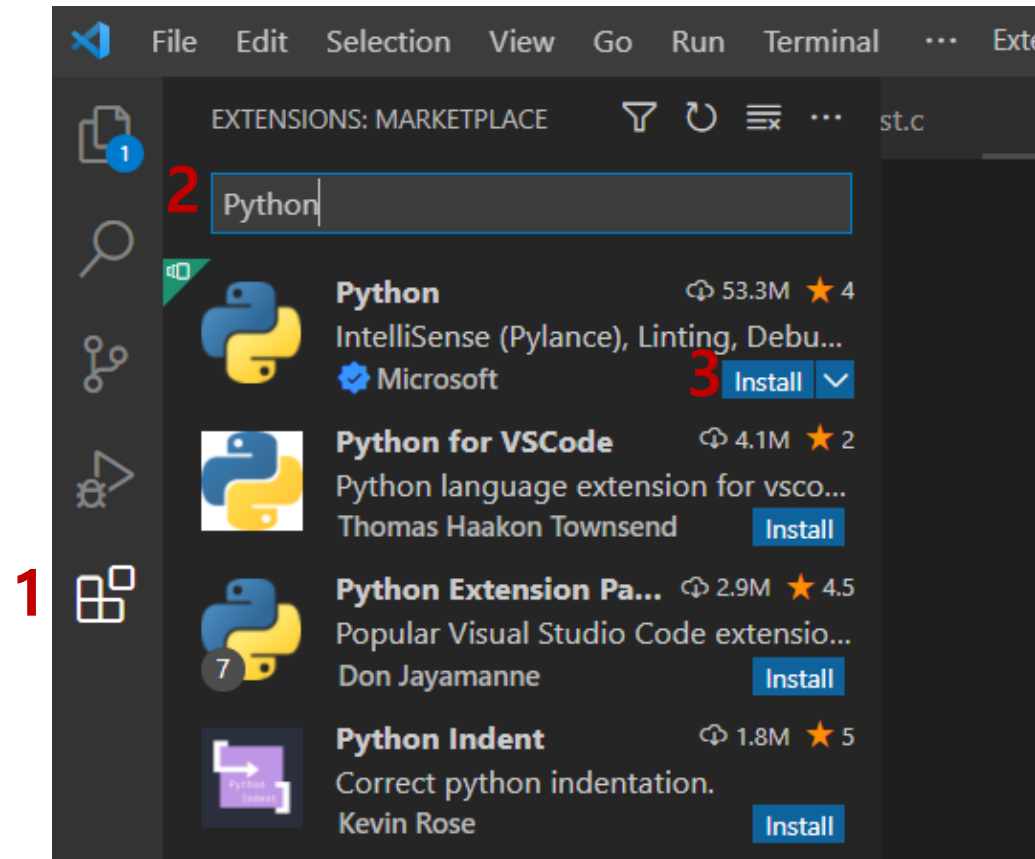 File Edit Selection View Go Run Terminal ··· Exte
EXTENSIONS: MARKETPLACE ··· st.c
1
2 Python
Python 53.3M ★ 4
IntelliSense (Pylance), Linting, Debu...
Microsoft 3 Install
Python for VSCode 4.1M ★ 2
Python language extension for vsco...
Thomas Haakon Townsend Install
1
Python Extension Pa... 2.9M ★ 4.5
Popular Visual Studio Code extensio...
7 Don Jayamanne Install
Python Indent 1.8M ★ 5
Python Indent
Correct python indentation.
Kevin Rose Install